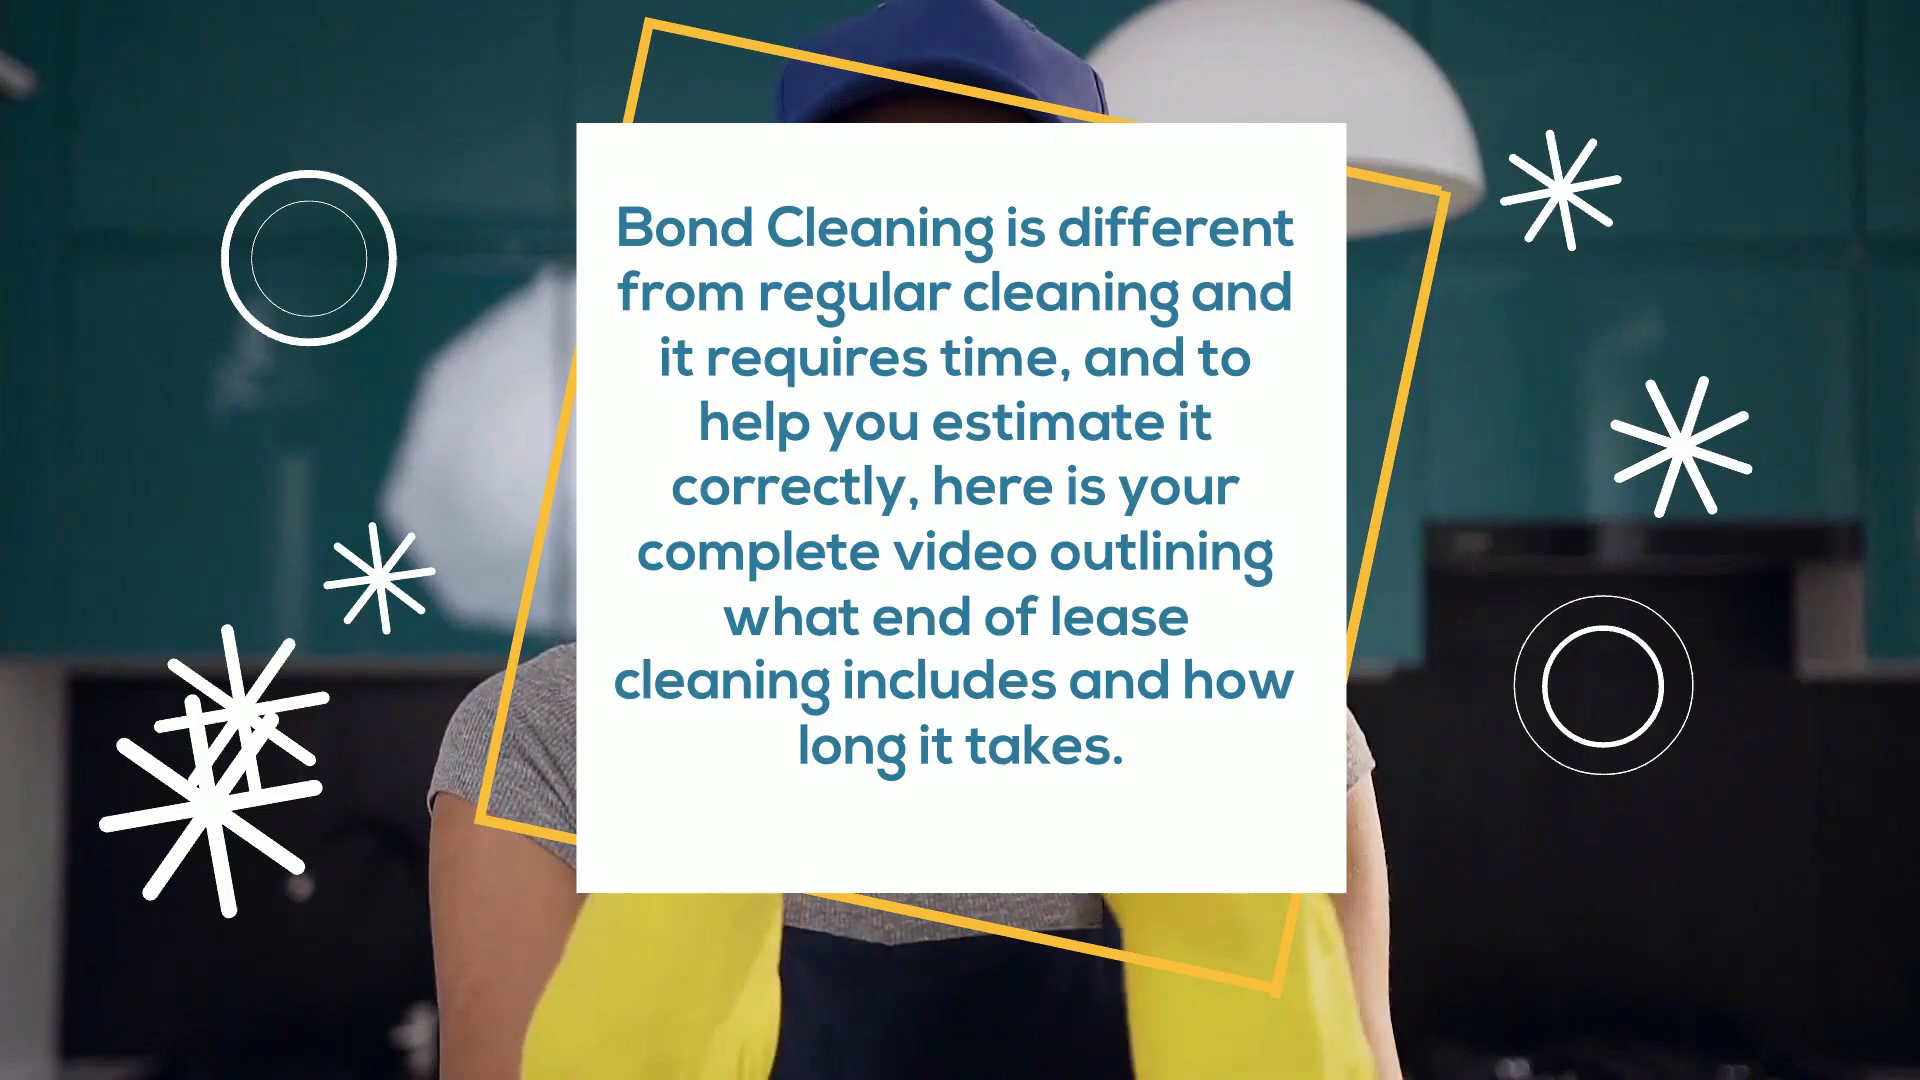 Bond Cleaning is different
from regular cleaning and
it requires time, and to
help you estimate it
correctly, here is your
complete video outlining
what end of lease
cleaning includes and how
long it takes.